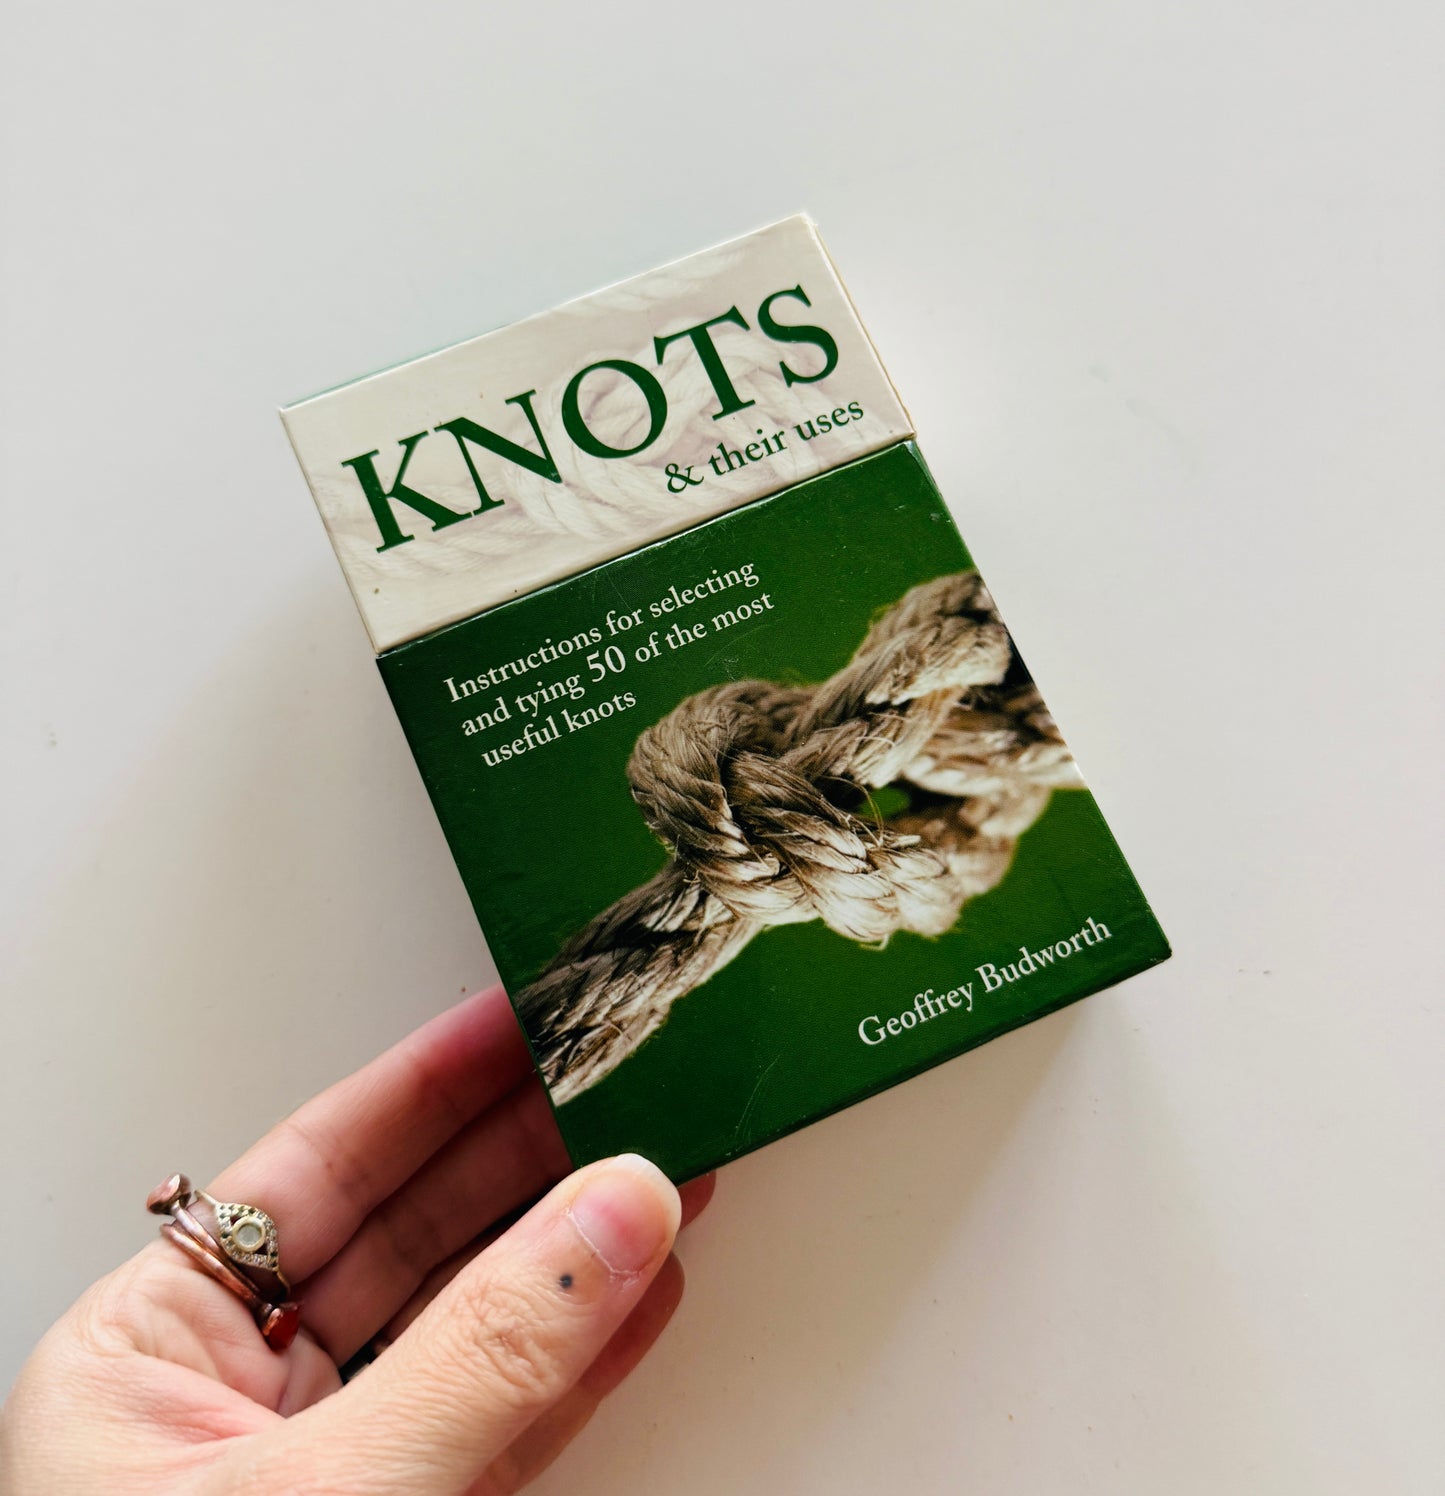 KNOTS
& their uses
Instructions for selecting
and tying 50 of the most
useful knots
Geoffrey Budworth